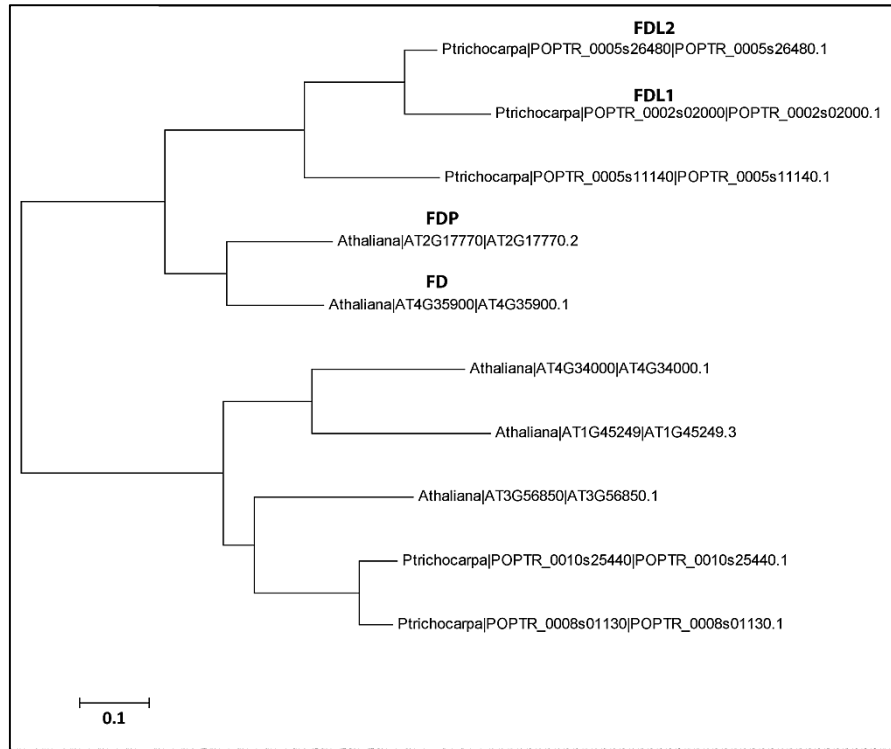 FDL2
Ptrichocarpa|POPTR_0005s26480|POPTR_0005s26480.1
FDL1
Ptrichocarpa|POPTR_0002s02000|POPTR_0002s02000.1
Ptrichocarpa|POPTR_0005s11140|POPTR_0005s11140.1
FDP
Athaliana|AT2G17770|AT2G17770.2
FD
Athaliana|AT4G35900|AT4G35900.1
Athaliana|AT4G34000|AT4G34000.1
Athaliana|AT1G45249|AT1G45249.3
Athaliana|AT3G56850|AT3G56850.1
Ptrichocarpa|POPTR_0010s25440|POPTR_0010s25440.1
Ptrichocarpa|POPTR_0008s01130|POPTR_0008s01130.1
0.1